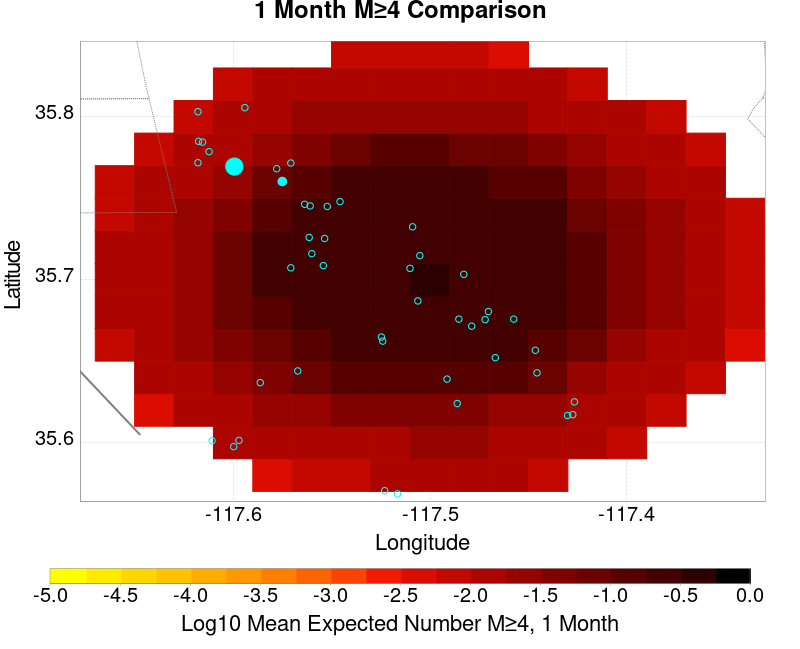 1 Month M≥4 Comparison
35.8
35.7
35.6
Latitude
-117.6 -117.5 -117.4
Longitude
-5.0 -4.5 -4.0 -3.5 -3.0 -2.5 -2.0 -1.5 -1.0 -0.5 0.0
Log10 Mean Expected Number M≥4, 1 Month